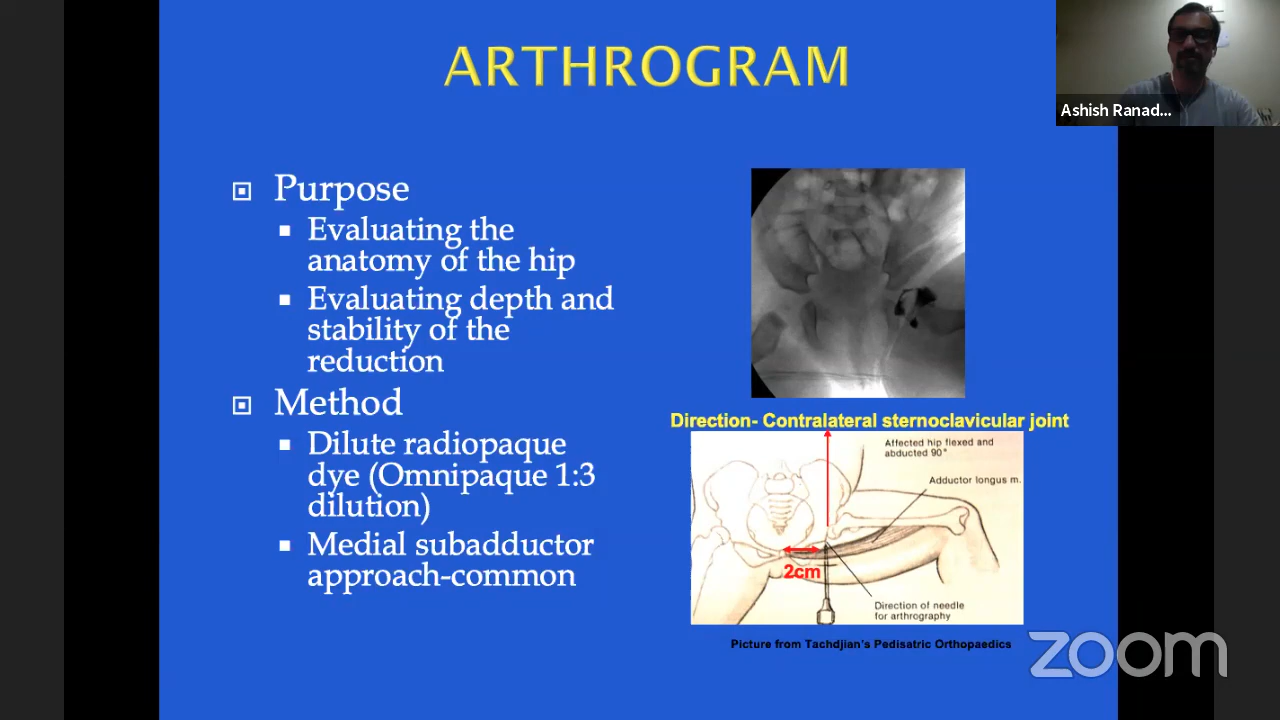 ARTHROGRAM
Ashish Ranad...
Purpose
Evaluating the
anatomy of the hip
Evaluating depth and
stability of the
reduction
Method
Dilute radiopaque
dye (Omnipaque 1:3
dilution)
Medial subadductor
approach-common
Direction- Contralateral sternoclavicular joint
Affected hip flexed and
abducted 90°
Adductor longus m.
2cm
Direction of needle
for arthrography
Picture from Tachdjian's Pedisatric Orthopaedics
zoom